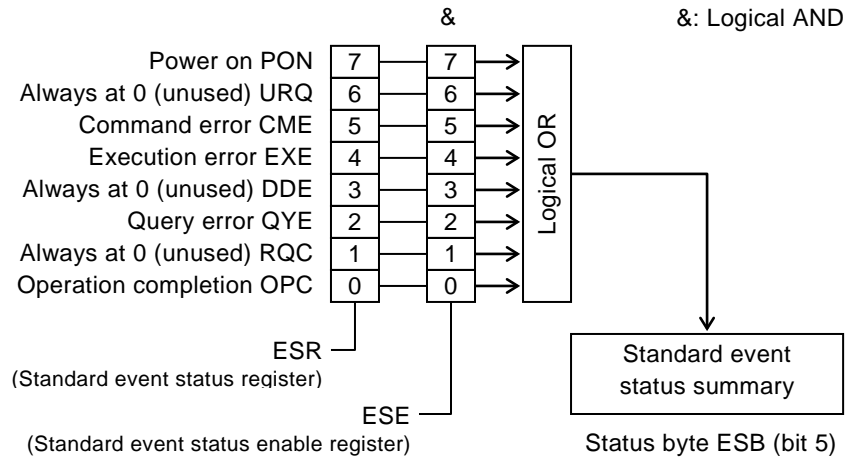 & &: Logical AND
Power on PON 7 7
Always at 0 (unused) URQ 6 6
Command error CME 5 5
Execution error EXE 4 4
Always at 0 (unused) DDE 3 3
Query error QYE 2 2
Always at 0 (unused) RQC 1 1
Operation completion OPC 0 0
Logical OR
ESR
(Standard event status register)
ESE
(Standard event status enable register)
Standard event
status summary
Status byte ESB (bit 5)